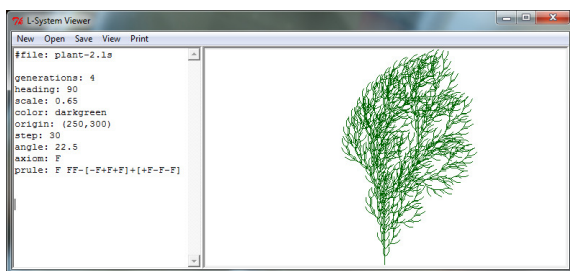 L-System Viewer
New Open Save View Print
#file: plant-2.ls
generations: 4
heading: 90
scale: 0.65
color: darkgreen
origin: (250,300)
step: 30
angle: 22.5
axiom: F
prule: F FF-[-F+F+F]+[+F-F-F]